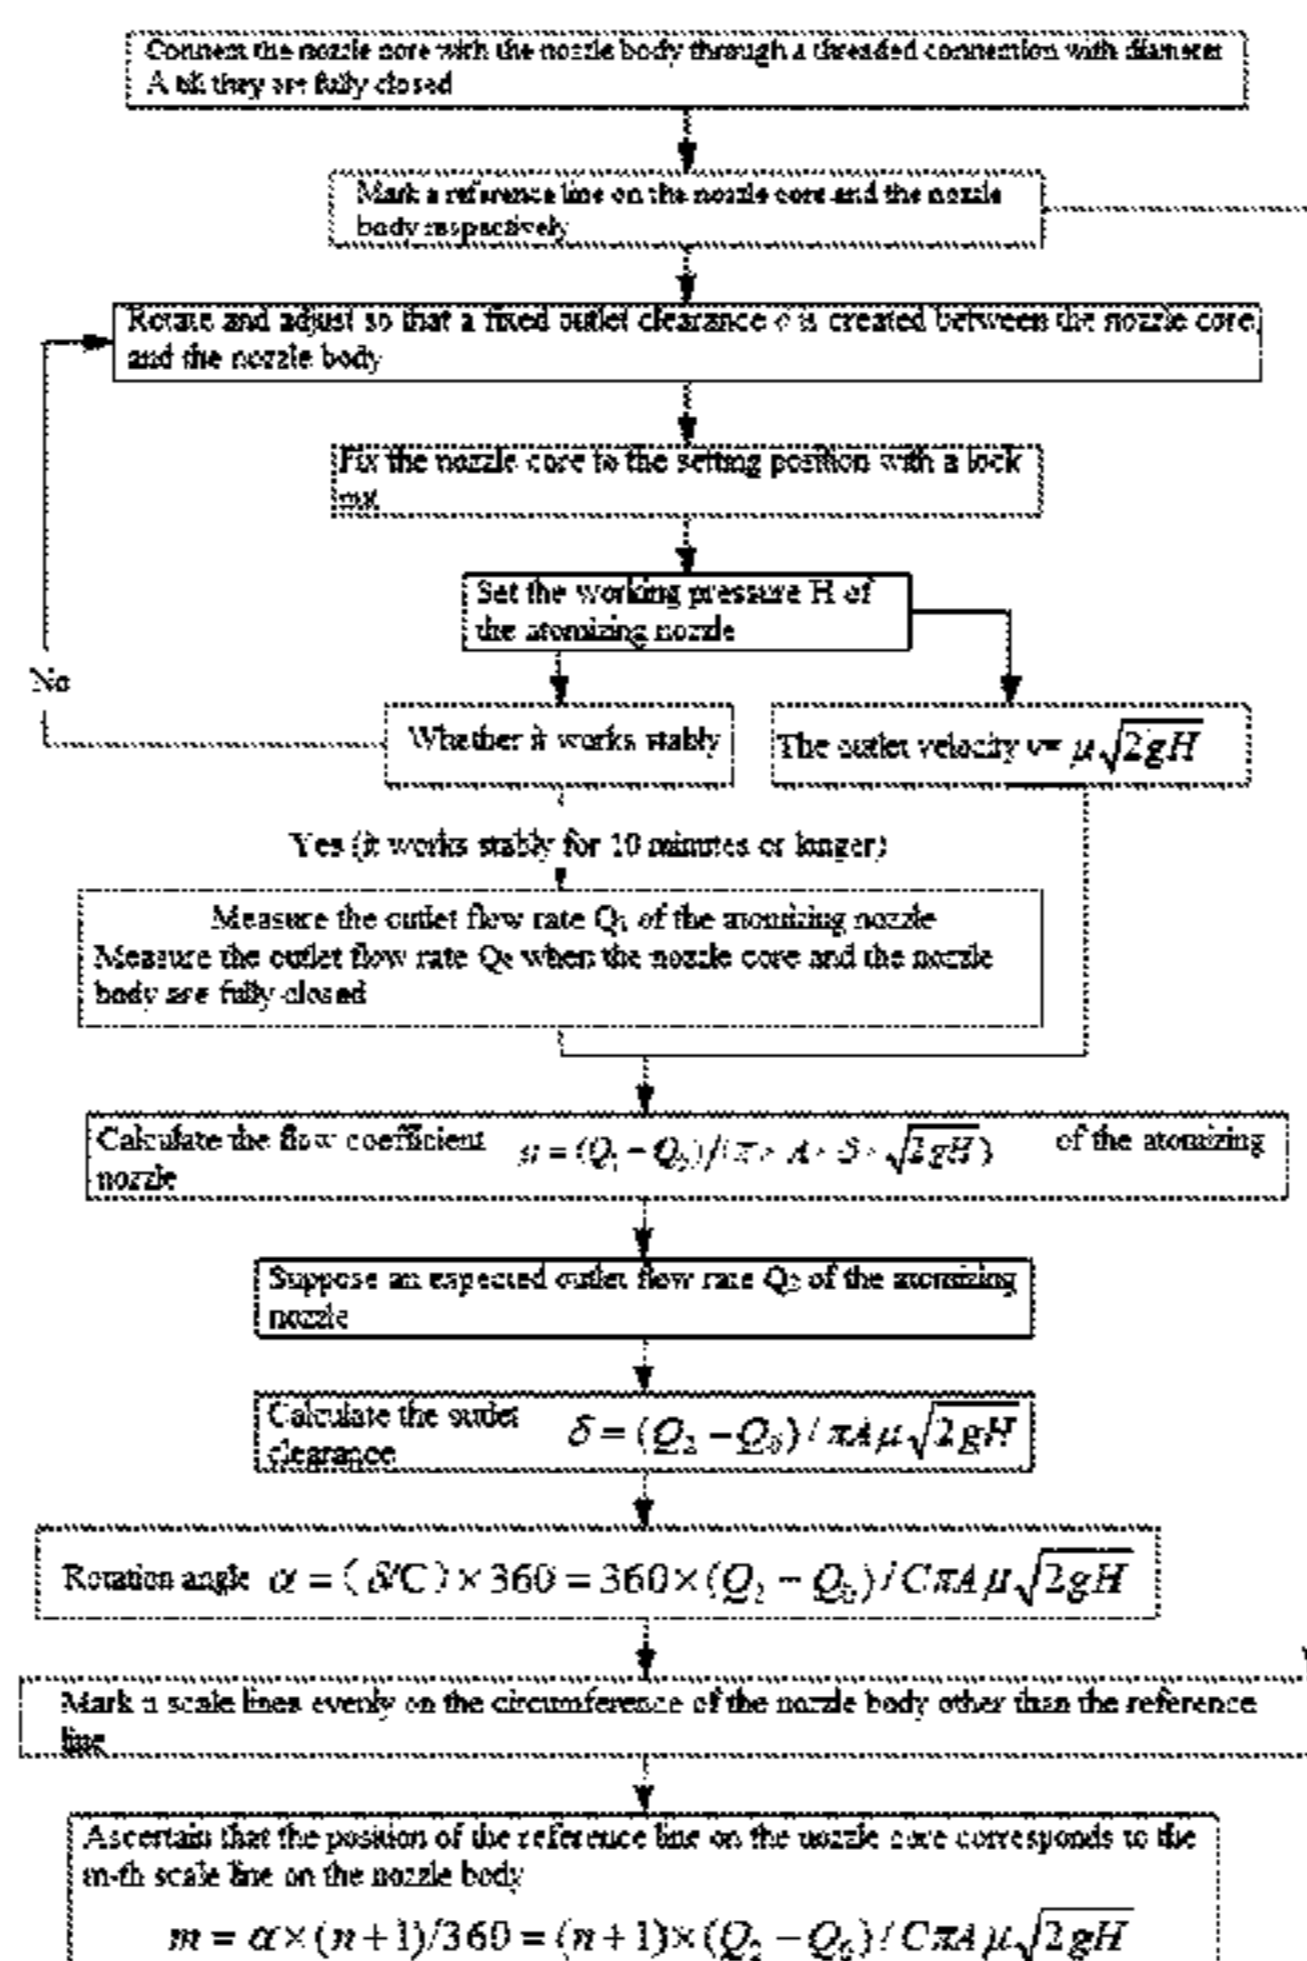 Connect the nozzle core with the nozzle body through a threaded connection with diameter
A till they are fully closed
Mark a reference line on the nozzle core and the nozzle
body respectively
Rotate and adjust so that a fixed outlet clearance is created between the nozzle core
and the nozzle body
Fix the nozzle core to the setting position with a lock
nut
Set the working pressure H of
the atomizing nozzle
No
Whether it works stably
The outlet velocity v= μ√2gH
Yes (it works stably for 10 minutes or longer)
Measure the outlet flow rate Q₁ of the atomizing nozzle
Measure the outlet flow rate Q₀ when the nozzle core and the nozzle
body are fully closed
Calculate the flow coefficient μ = (Q₁ − Q₀)/(π × A × δ × √2gH) of the atomizing
nozzle
Suppose an expected outlet flow rate Q₂ of the atomizing
nozzle
Calculate the outlet
clearance δ = (Q₂ − Q₀) / πAμ√2gH
Rotation angle α = (δ/C) × 360 = 360 × (Q₂ − Q₀) / CπAμ√2gH
Mark n scale lines evenly on the circumference of the nozzle body other than the reference
line
Ascertain that the position of the reference line on the nozzle core corresponds to the
m-th scale line on the nozzle body
m = α × (n + 1)/360 = (n + 1) × (Q₂ − Q₀) / CπAμ√2gH